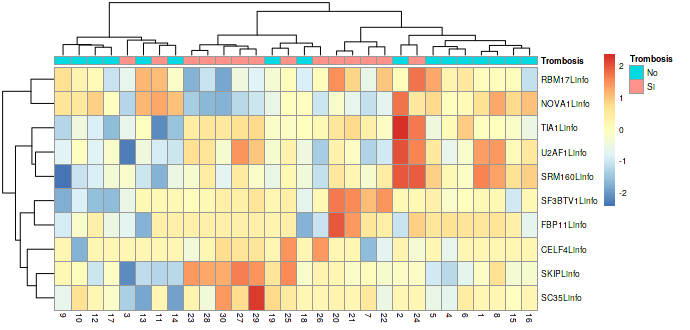 Trombosis
RBM17Linfo
NOVA1Linfo
TIA1Linfo
U2AF1Linfo
SRM160Linfo
SF3BTV1Linfo
FBP11Linfo
CELF4Linfo
SKIPLinfo
SC35Linfo
9 10 12 17 3 13 11 14 23 28 30 27 29 19 25 18 26 20 21 7 22 2 24 5 4 6 1 8 15 16
2
1
0
-1
-2
Trombosis
No
SI